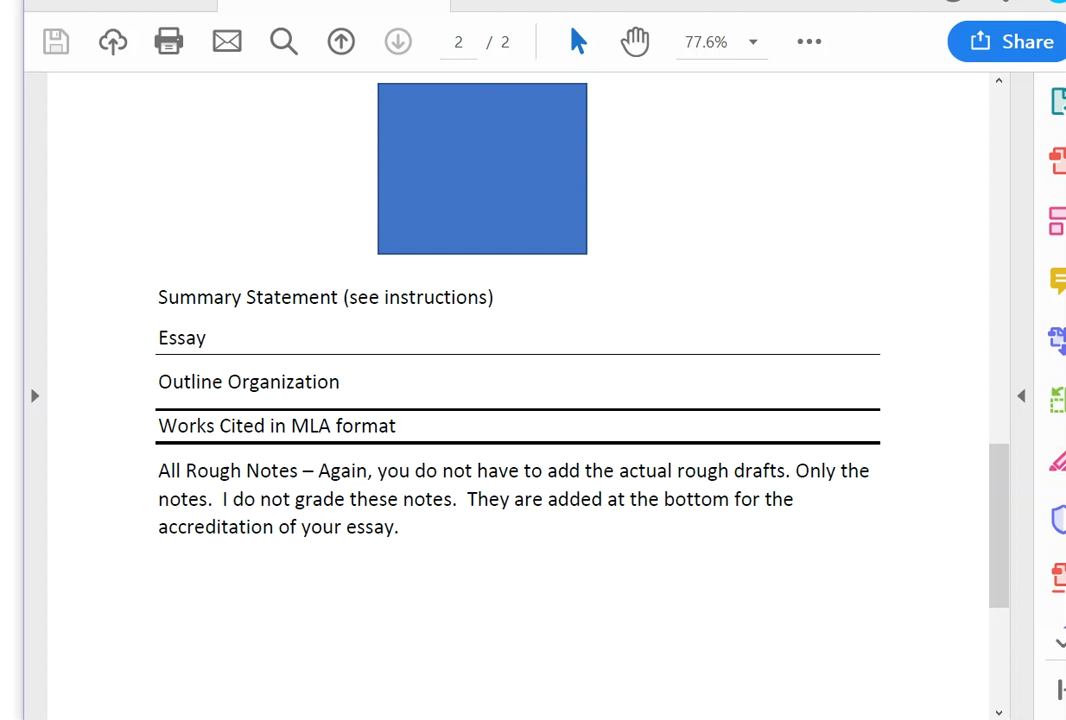 2 / 2 77.6% Share
Summary Statement (see instructions)
Essay
Outline Organization
Works Cited in MLA format
All Rough Notes – Again, you do not have to add the actual rough drafts. Only the
notes.  I do not grade these notes.  They are added at the bottom for the
accreditation of your essay.